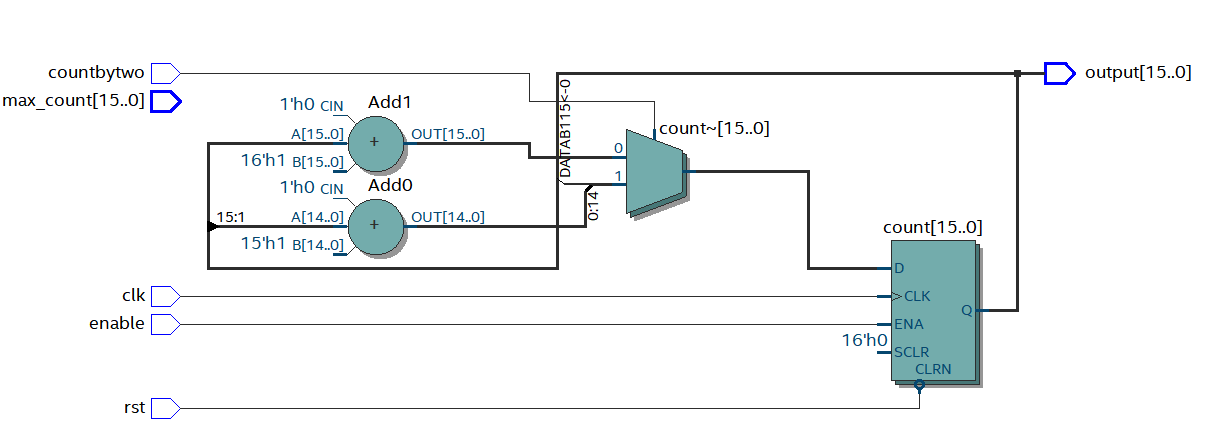 countbytwo
max_count[15..0]
1'h0 CIN
Add1
A[15..0]
OUT[15..0]
16'h1 B[15..0]
1'h0 CIN
Add0
15:1
A[14..0]
OUT[14..0]
15'h1 B[14..0]
DATAB115<-0
0
1
0:14
count~[15..0]
output[15..0]
count[15..0]
D
clk
CLK
enable
ENA
Q
16'h0
SCLR
CLRN
rst
+
+